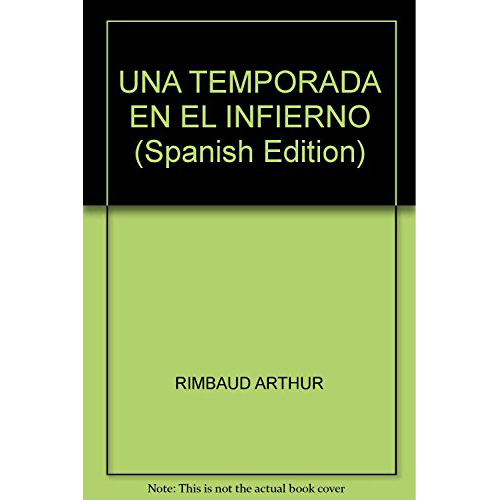 UNA TEMPORADA
EN EL INFIERNO
(Spanish Edition)
RIMBAUD ARTHUR
Note: This is not the actual book cover